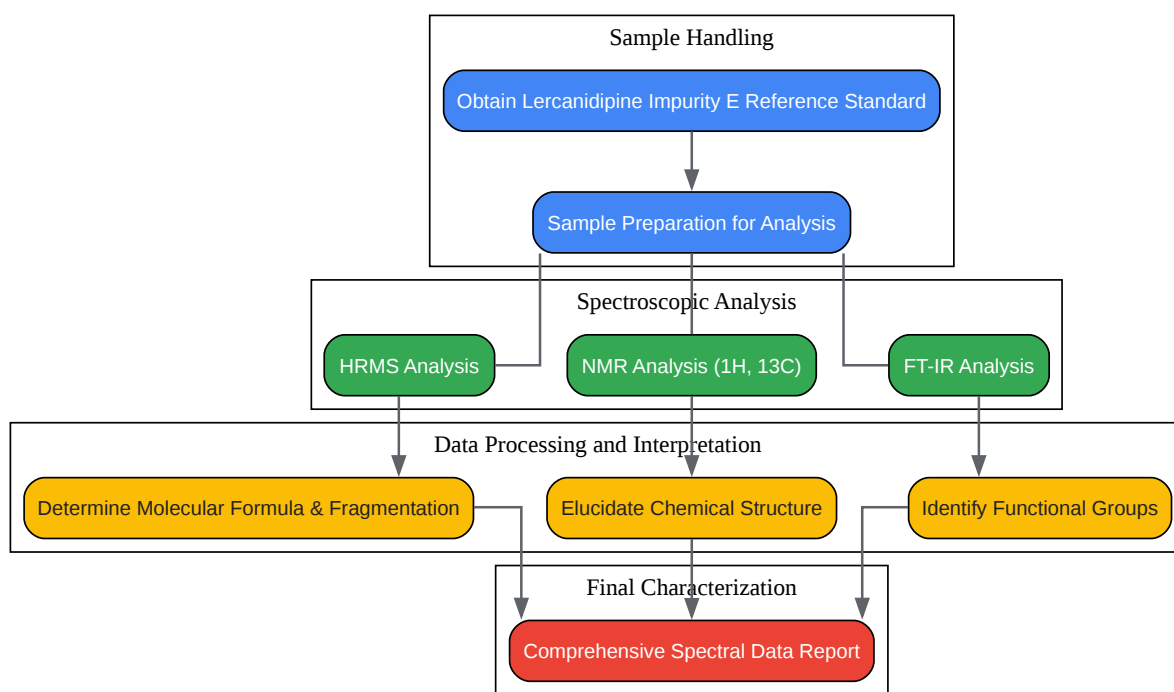 Sample Handling
Obtain Lercanidipine Impurity E Reference Standard
Sample Preparation for Analysis
Spectroscopic Analysis
HRMS Analysis
NMR Analysis (1H, 13C)
FT-IR Analysis
Data Processing and Interpretation
Determine Molecular Formula & Fragmentation
Elucidate Chemical Structure
Identify Functional Groups
Final Characterization
Comprehensive Spectral Data Report